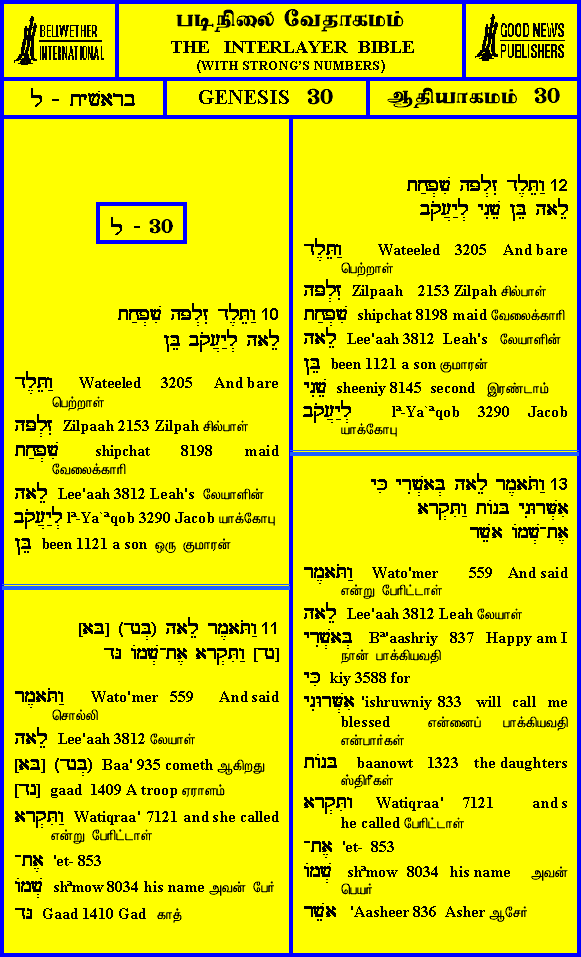 BELLWETHER
INTERNATIONAL
படிநிலை வேதாகமம்
THE INTERLAYER BIBLE
(WITH STRONG'S NUMBERS)
GOOD NEWS
PUBLISHERS
בראשית - ל
GENESIS 30
ஆதியாகமம் 30
ל - 30
10 וַתֵּלֶד זִלְפָּה שִׁפְחַת
לֵאָה לְיַעֲקֹב בֵּן
וַתֵּלֶד Wateeled 3205 And bare
பெற்றாள்
זִלְפָּה Zilpaah 2153 Zilpah சில்பாள்
שִׁפְחַת shipchat 8198 maid
வேலைக்காரி
לֵאָה Lee'aah 3812 Leah's லேயாளின்
לְיַעֲקֹב lª-Ya`ªqob 3290 Jacob யாக்கோபு
בֵּן been 1121 a son ஒரு குமாரன்
11 וַתֹּאמֶר לֵאָה (בְּגָד) [בָּא]
[גָד] וַתִּקְרָא אֶת־שְׁמוֹ גָּד
וַתֹּאמֶר Wato'mer 559 And said
சொல்லி
לֵאָה Lee'aah 3812 லேயாள்
[בָּא] (בְּגָד) Baa' 935 cometh ஆகிறது
[גָד] gaad 1409 A troop ஏராளம்
וַתִּקְרָא Watiqraa' 7121 and she called
என்று பேரிட்டாள்
אֶת־ 'et- 853
שְׁמוֹ shªmow 8034 his name அவன் பேர்
גָּד Gaad 1410 Gad காத்
12 וַתֵּלֶד זִלְפָּה שִׁפְחַת
לֵאָה בֵּן שֵׁנִי לְיַעֲקֹב
וַתֵּלֶד Wateeled 3205 And bare
பெற்றாள்
זִלְפָּה Zilpaah 2153 Zilpah சில்பாள்
שִׁפְחַת shipchat 8198 maid வேலைக்காரி
לֵאָה Lee'aah 3812 Leah's லேயாளின்
בֵּן been 1121 a son குமாரன்
שֵׁנִי sheeniy 8145 second இரண்டாம்
לְיַעֲקֹב lª-Ya`ªqob 3290 Jacob
யாக்கோபு
13 וַתֹּאמֶר לֵאָה בְּאָשְׁרִי כִּי
אִשְּׁרוּנִי בָּנוֹת וַתִּקְרָא
אֶת־שְׁמוֹ אָשֵׁר
וַתֹּאמֶר Wato'mer 559 And said
என்று பேரிட்டாள்
לֵאָה Lee'aah 3812 Leah லேயாள்
בְּאָשְׁרִי Bª'aashriy 837 Happy am I
நான் பாக்கியவதி
כִּי kiy 3588 for
אִשְּׁרוּנִי 'ishruwniy 833 will call me
blessed என்னைப் பாக்கியவதி
என்பார்கள்
בָּנוֹת baanowt 1323 the daughters
ஸ்திரீகள்
וַתִּקְרָא Watiqraa' 7121 and s
he called பேரிட்டாள்
אֶת־ 'et- 853
שְׁמוֹ shªmow 8034 his name அவன்
பெயர்
אָשֵׁר 'Aasheer 836 Asher ஆசேர்